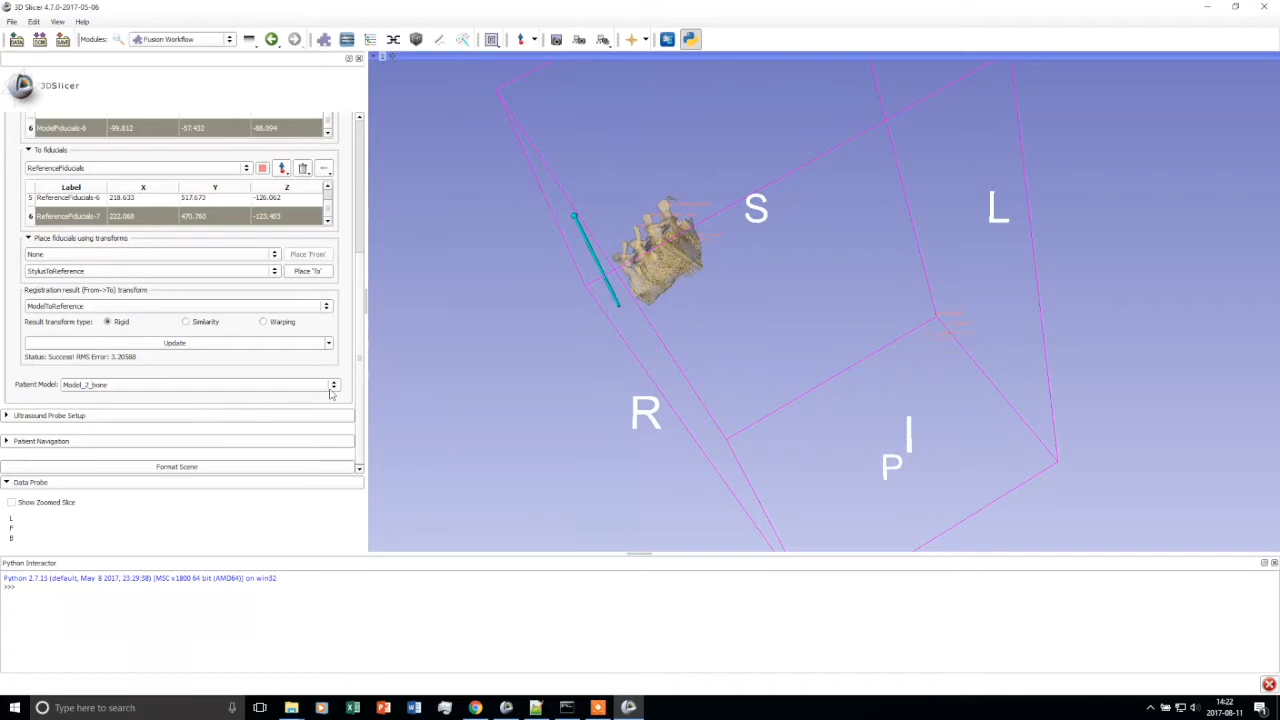 3D Slicer 4.7.0-2017-05-06
File Edit View Help
DATA DCM SAVE Modules: Fusion Workflow
1
3DSlicer
6 ModelFiducials-6 -99.812 -57.432 -88.094
To fiducials
ReferenceFiducials
Label X Y Z
5 ReferenceFiducials-6 218.633 517.673 -126.062
6 ReferenceFiducials-7 222.068 470.760 -123.403
Place fiducials using transforms
None Place 'From'
StylusToReference Place 'To'
Registration result (From->To) transform
ModelToReference
Result transform type: Rigid Similarity Warping
Update
Status: Success! RMS Error: 3.20588
Patient Model: Model_2_bone
Ultrasound Probe Setup
Patient Navigation
Format Scene
Data Probe
Show Zoomed Slice
L
F
B
S
L
R
I
P
Python Interactor
Python 2.7.13 (default, May 8 2017, 23:29:38) [MSC v.1800 64 bit (AMD64)] on win32
>>>
Type here to search
14:22
2017-08-11